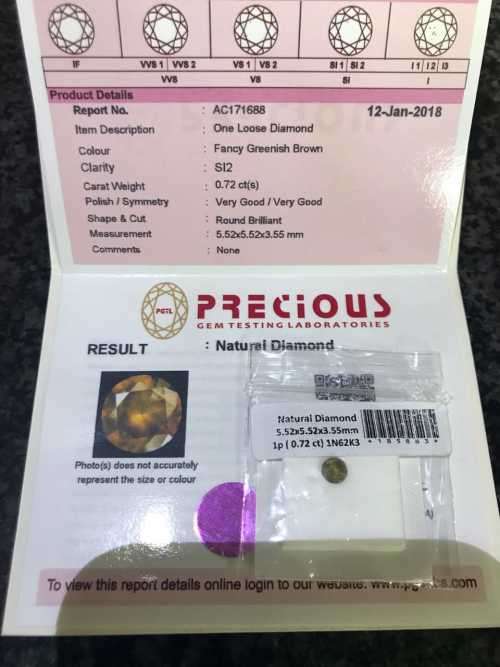 IF VVS 1 VVS 2 VS 1 VS 2 SI 1 SI 2 I 1 I 2 I3
VVS VS SI I
Product Details
Report No. : AC171688 12-Jan-2018
Item Description : One Loose Diamond
Colour : Fancy Greenish Brown
Clarity : SI2
Carat Weight : 0.72 ct(s)
Polish / Symmetry : Very Good / Very Good
Shape & Cut : Round Brilliant
Measurement : 5.52x5.52x3.55 mm
Comments : None
PGTL
PRECIOUS
GEM TESTING LABORATORIES
RESULT : Natural Diamond
Natural Diamond
5.52x5.52x3.55mm
1p ( 0.72 ct) 1N62K3
Photo(s) does not accurately
represent the size or colour
To view this report details online login to our website.